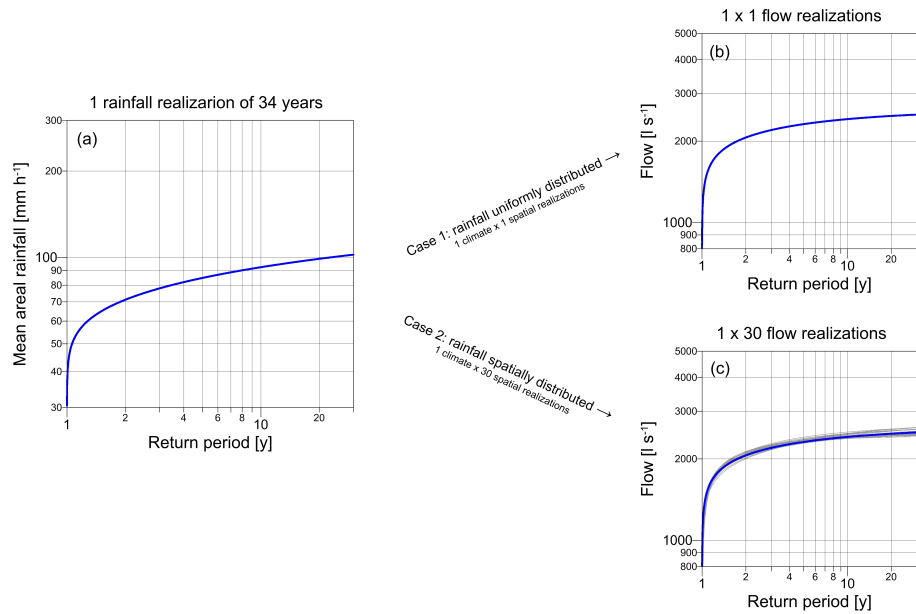 1 rainfall realizarion of 34 years
(a)
300
200
100
90
80
70
60
50
40
30
Mean areal rainfall [mm h⁻¹]
1
2
4
6
8
10
20
Return period [y]
Case 1: rainfall uniformly distributed →
1 climate x 1 spatial realizations
Case 2: rainfall spatially distributed →
1 climate x 30 spatial realizations
1 x 1 flow realizations
(b)
5000
4000
3000
2000
1000
900
800
Flow [l s⁻¹]
1
2
4
6
8
10
20
Return period [y]
1 x 30 flow realizations
(c)
5000
4000
3000
2000
1000
900
800
Flow [l s⁻¹]
1
2
4
6
8
10
20
Return period [y]